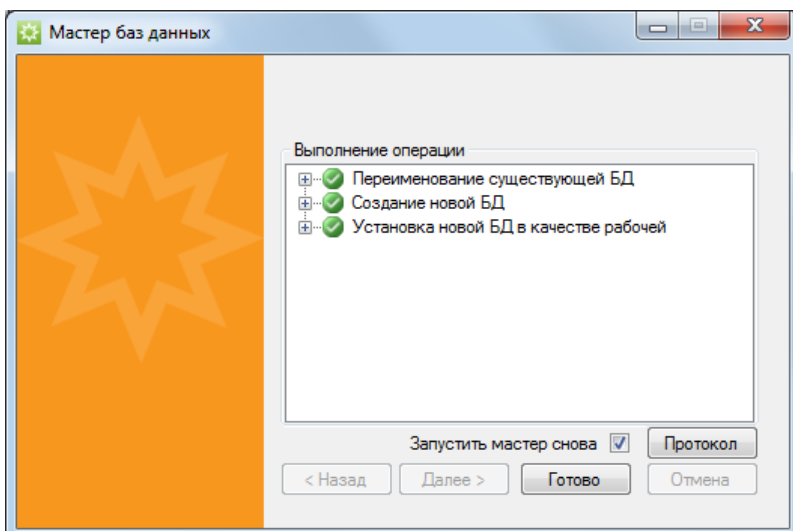 Мастер баз данных
Выполнение операции
Переименование существующей БД
Создание новой БД
Установка новой БД в качестве рабочей
Запустить мастер снова
Протокол
< Назад
Далее >
Готово
Отмена